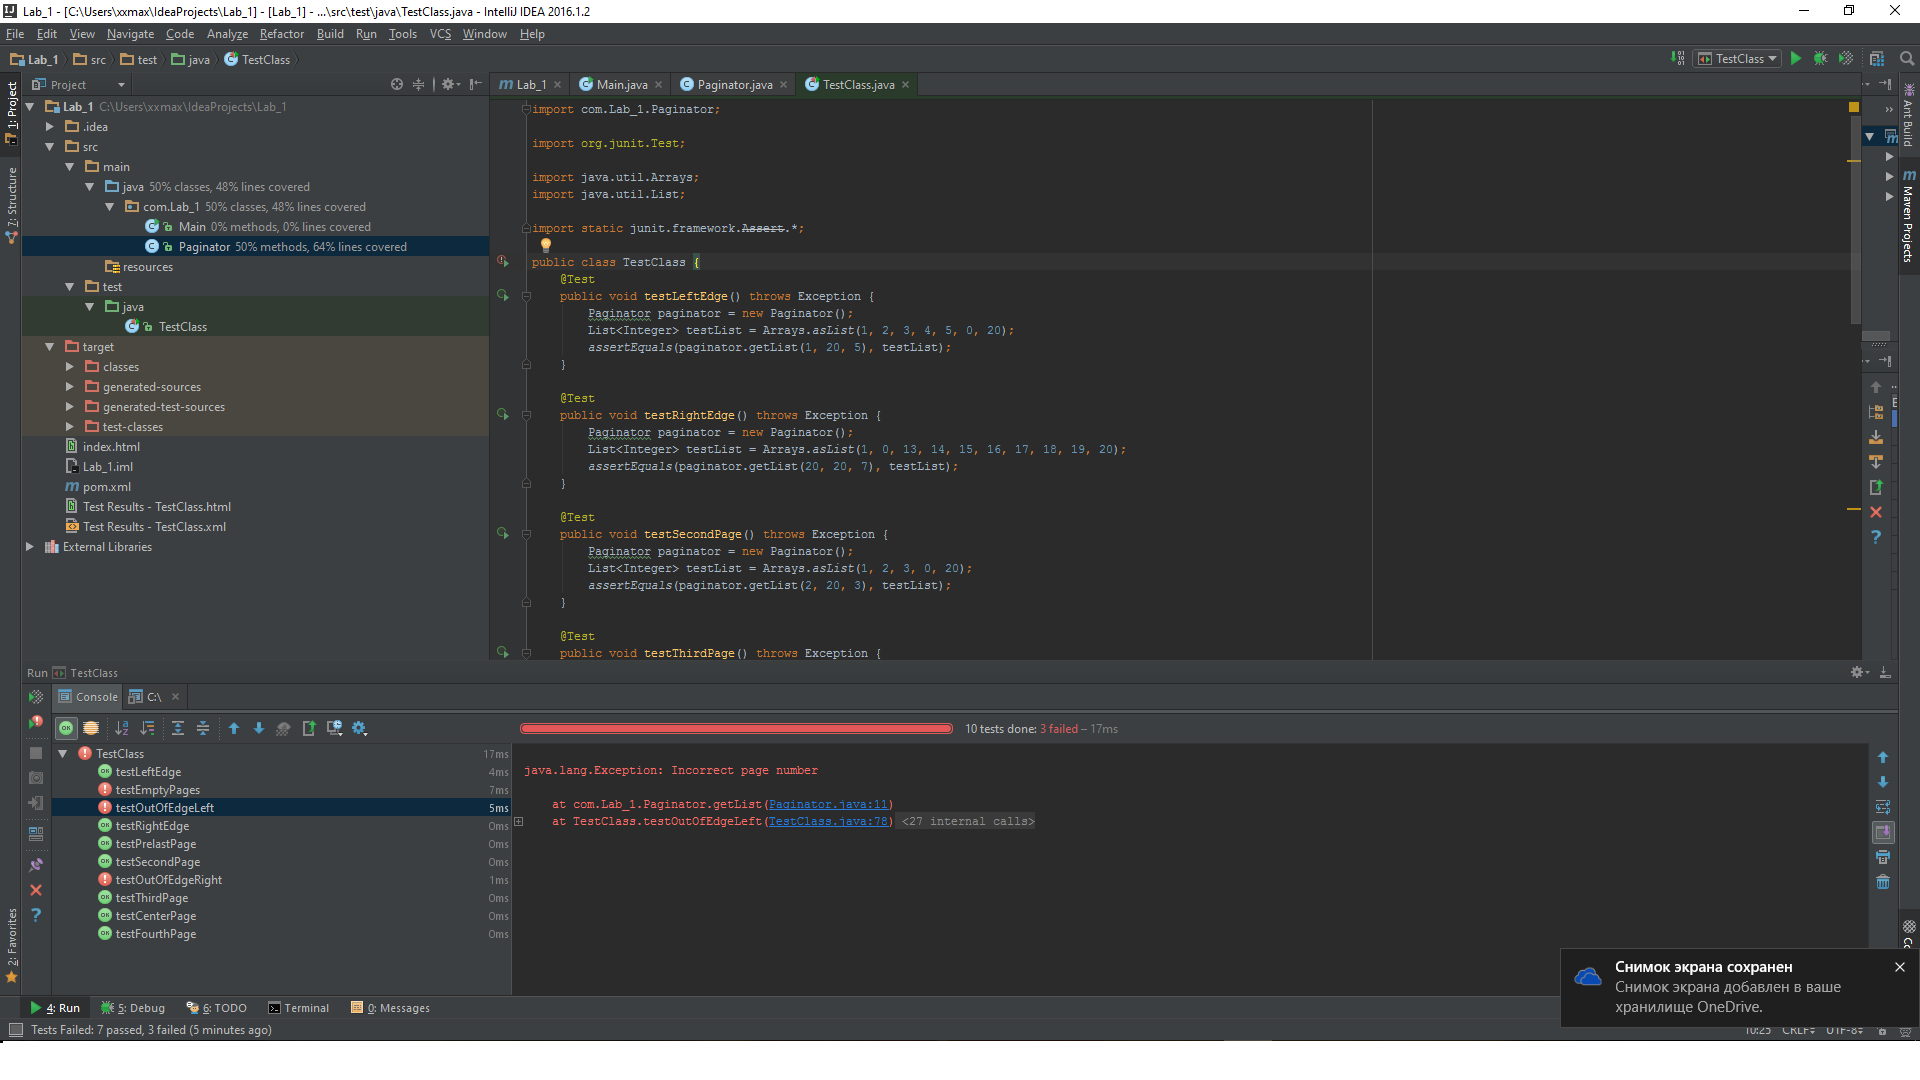 Lab_1 - [C:\Users\xxmax\IdeaProjects\Lab_1] - [Lab_1] - ...\src\test\java\TestClass.java - IntelliJ IDEA 2016.1.2
File Edit View Navigate Code Analyze Refactor Build Run Tools VCS Window Help
Lab_1 src test java TestClass
TestClass
Project
Lab_1 Main.java Paginator.java TestClass.java
1: Project
7: Structure
2: Favorites
Ant Build
Maven Projects
Lab_1 C:\Users\xxmax\IdeaProjects\Lab_1
.idea
src
main
java 50% classes, 48% lines covered
com.Lab_1 50% classes, 48% lines covered
Main 0% methods, 0% lines covered
Paginator 50% methods, 64% lines covered
resources
test
java
TestClass
target
classes
generated-sources
generated-test-sources
test-classes
index.html
Lab_1.iml
pom.xml
Test Results - TestClass.html
Test Results - TestClass.xml
External Libraries
import com.Lab_1.Paginator;
import org.junit.Test;
import java.util.Arrays;
import java.util.List;
import static junit.framework.Assert.*;
public class TestClass {
@Test
public void testLeftEdge() throws Exception {
Paginator paginator = new Paginator();
List<Integer> testList = Arrays.asList(1, 2, 3, 4, 5, 0, 20);
assertEquals(paginator.getList(1, 20, 5), testList);
}
@Test
public void testRightEdge() throws Exception {
Paginator paginator = new Paginator();
List<Integer> testList = Arrays.asList(1, 0, 13, 14, 15, 16, 17, 18, 19, 20);
assertEquals(paginator.getList(20, 20, 7), testList);
}
@Test
public void testSecondPage() throws Exception {
Paginator paginator = new Paginator();
List<Integer> testList = Arrays.asList(1, 2, 3, 0, 20);
assertEquals(paginator.getList(2, 20, 3), testList);
}
@Test
public void testThirdPage() throws Exception {
Run TestClass
Console C:\
10 tests done: 3 failed – 17ms
TestClass 17ms
testLeftEdge 4ms
testEmptyPages 7ms
testOutOfEdgeLeft 5ms
testRightEdge 0ms
testPrelastPage 0ms
testSecondPage 0ms
testOutOfEdgeRight 1ms
testThirdPage 0ms
testCenterPage 0ms
testFourthPage 0ms
java.lang.Exception: Incorrect page number
at com.Lab_1.Paginator.getList(Paginator.java:11)
at TestClass.testOutOfEdgeLeft(TestClass.java:78) <27 internal calls>
Снимок экрана сохранен
Снимок экрана добавлен в ваше
хранилище OneDrive.
4: Run 5: Debug 6: TODO Terminal 0: Messages
Tests Failed: 7 passed, 3 failed (5 minutes ago)
10:25 CRLF UTF-8